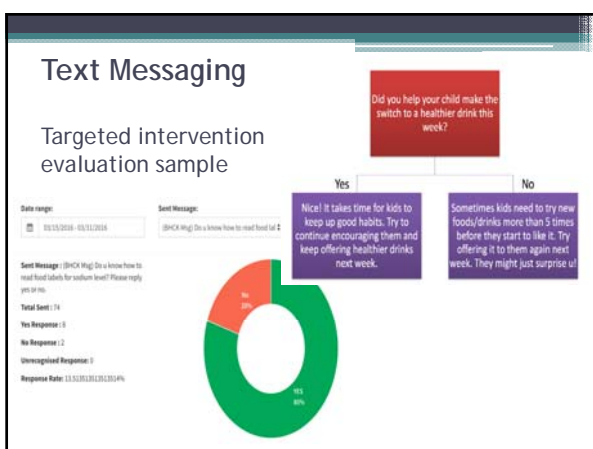 Text Messaging
Targeted intervention
evaluation sample
Did you help your child make the
switch to a healthier drink this
week?
Yes
No
Nice! It takes time for kids to
keep up good habits. Try to
continue encouraging them and
keep offering healthier drinks
next week.
Sometimes kids need to try new
foods/drinks more than 5 times
before they start to like it. Try
offering it to them again next
week. They might just surprise u!
Date range:
03/15/2016 - 03/31/2016
Sent Message:
(BHCK Msg) Do u know how to read food lal
Sent Message : (BHCK Msg) Do u know how to
read food labels for sodium level? Please reply
yes or no.
Total Sent : 74
Yes Response : 8
No Response : 2
Unrecognised Response: 0
Response Rate: 13.513513513513514%
No
20%
YES
80%